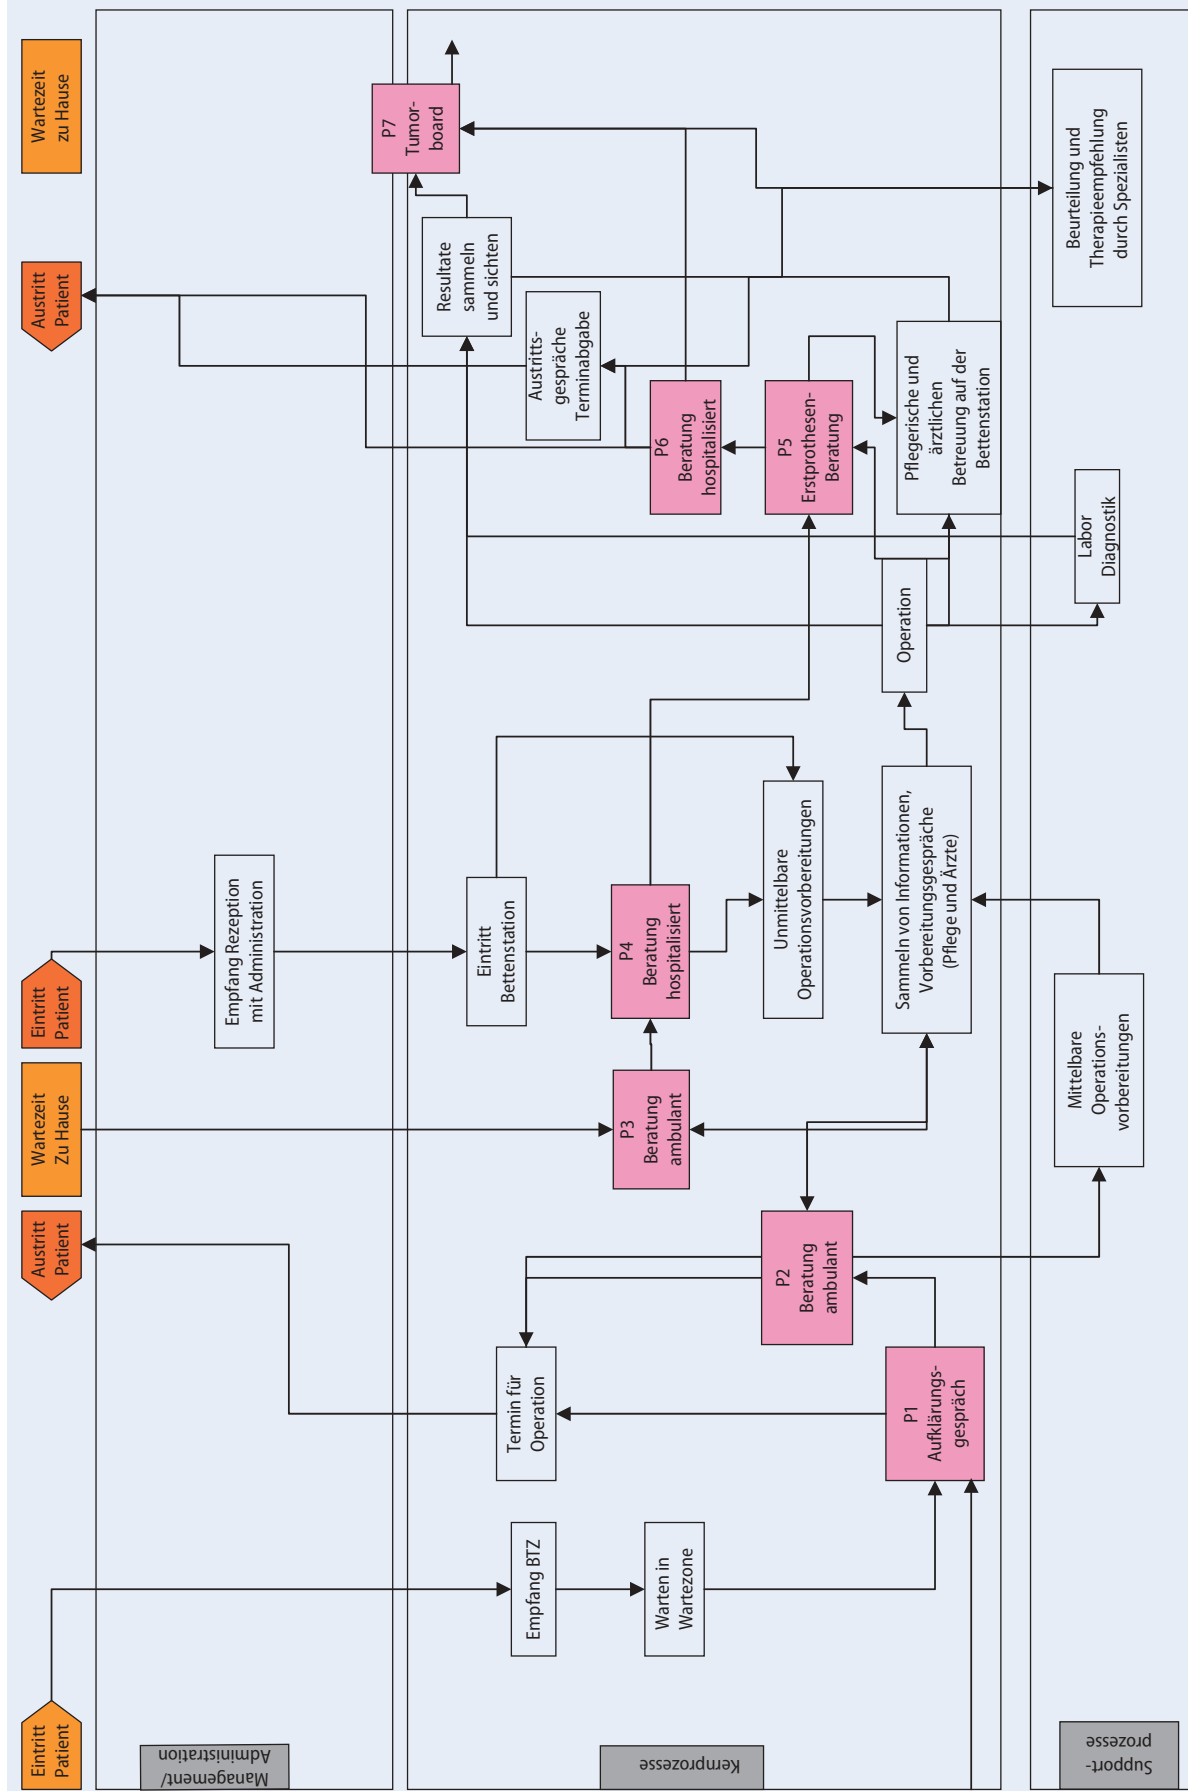 Eintritt
Patient
Austritt
Patient
Wartezeit
Zu Hause
Eintritt
Patient
Austritt
Patient
Wartezeit
zu Hause
Management/
Administration
Empfang Rezeption
mit Administration
Kernprozesse
Empfang BTZ
Warten in
Wartezone
Termin für
Operation
P1
Aufklärungs-
gespräch
P2
Beratung
ambulant
P3
Beratung
ambulant
Eintritt
Bettenstation
P4
Beratung
hospitalisiert
Unmittelbare
Operationsvorbereitungen
Sammeln von Informationen,
Vorbereitungsgespräche
(Pflege und Ärzte)
Operation
P5
Erstprothesen-
Beratung
P6
Beratung
hospitalisiert
Pflegerische und
ärztlichen
Betreuung auf der
Bettenstation
Austritts-
gespräche
Terminabgabe
Resultate
sammeln
und sichten
P7
Tumor-
board
Support-
prozesse
Mittelbare
Operations-
vorbereitungen
Labor
Diagnostik
Beurteilung und
Therapieempfehlung
durch Spezialisten